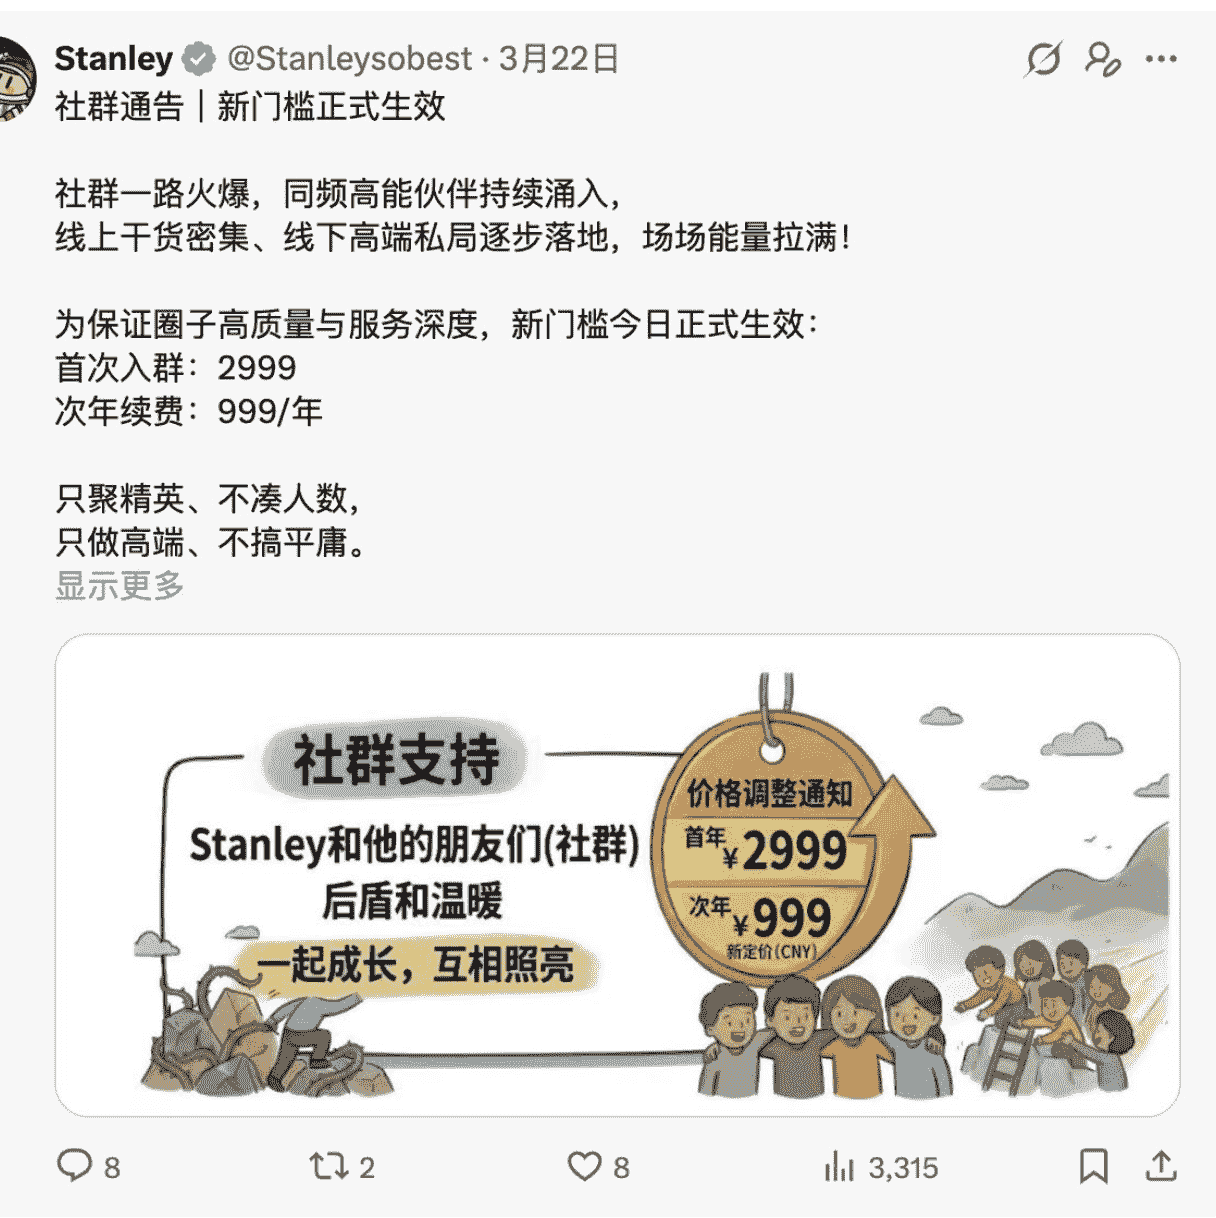 Stanley @Stanleysobest · 3月22日
社群通告｜新门槛正式生效
社群一路火爆，同频高能伙伴持续涌入，
线上干货密集、线下高端私局逐步落地，场场能量拉满！
为保证圈子高质量与服务深度，新门槛今日正式生效：
首次入群：2999
次年续费：999/年
只聚精英、不凑人数，
只做高端、不搞平庸。
显示更多
社群支持
Stanley和他的朋友们(社群)
后盾和温暖
一起成长，互相照亮
价格调整通知
首年 ¥2999
次年 ¥999
新定价(CNY)
8 2 8 3,315